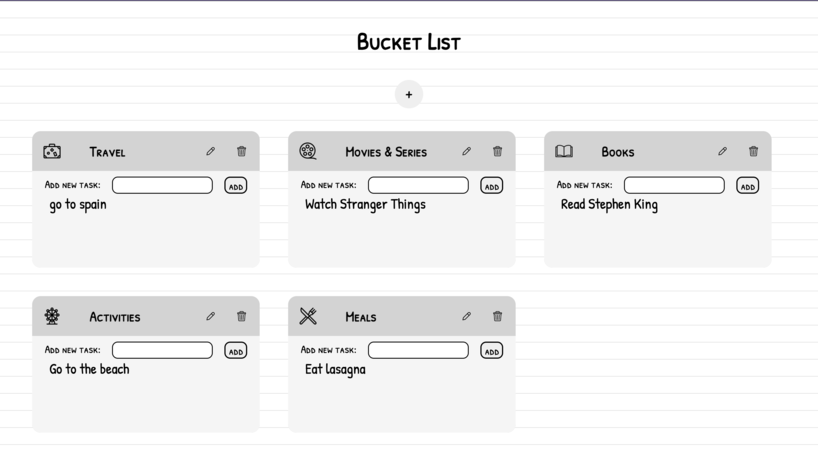 Bucket List
+
Travel
Add new task: ADD
go to spain
Movies & Series
Add new task: ADD
Watch Stranger Things
Books
Add new task: ADD
Read Stephen King
Activities
Add new task: ADD
Go to the beach
Meals
Add new task: ADD
Eat lasagna